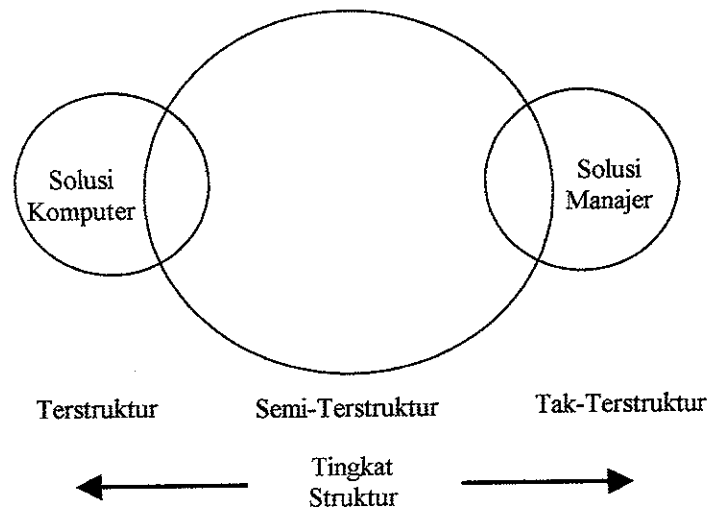 Solusi
Komputer
Solusi
Manajer
Terstruktur
Semi-Terstruktur
Tak-Terstruktur
Tingkat
Struktur